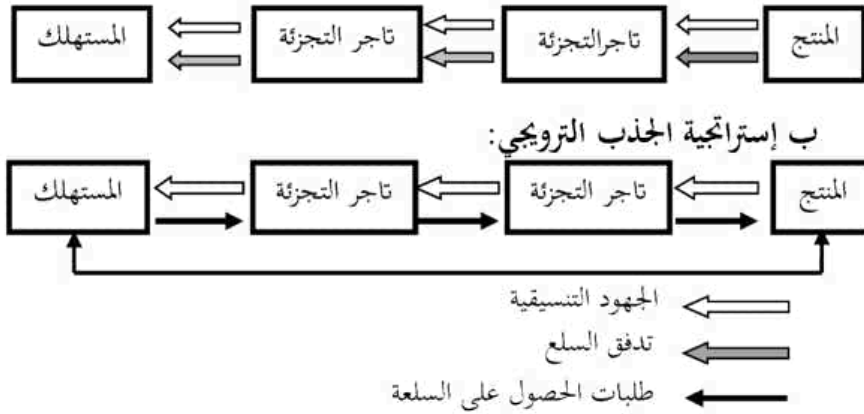 المنتج تاجرالتجزئة تاجر التجزئة المستهلك
ب إستراتجية الجذب الترويجي:
المنتج تاجر التجزئة تاجر التجزئة المستهلك
الجهود التنسيقية
تدفق السلع
طلبات الحصول على السلعة